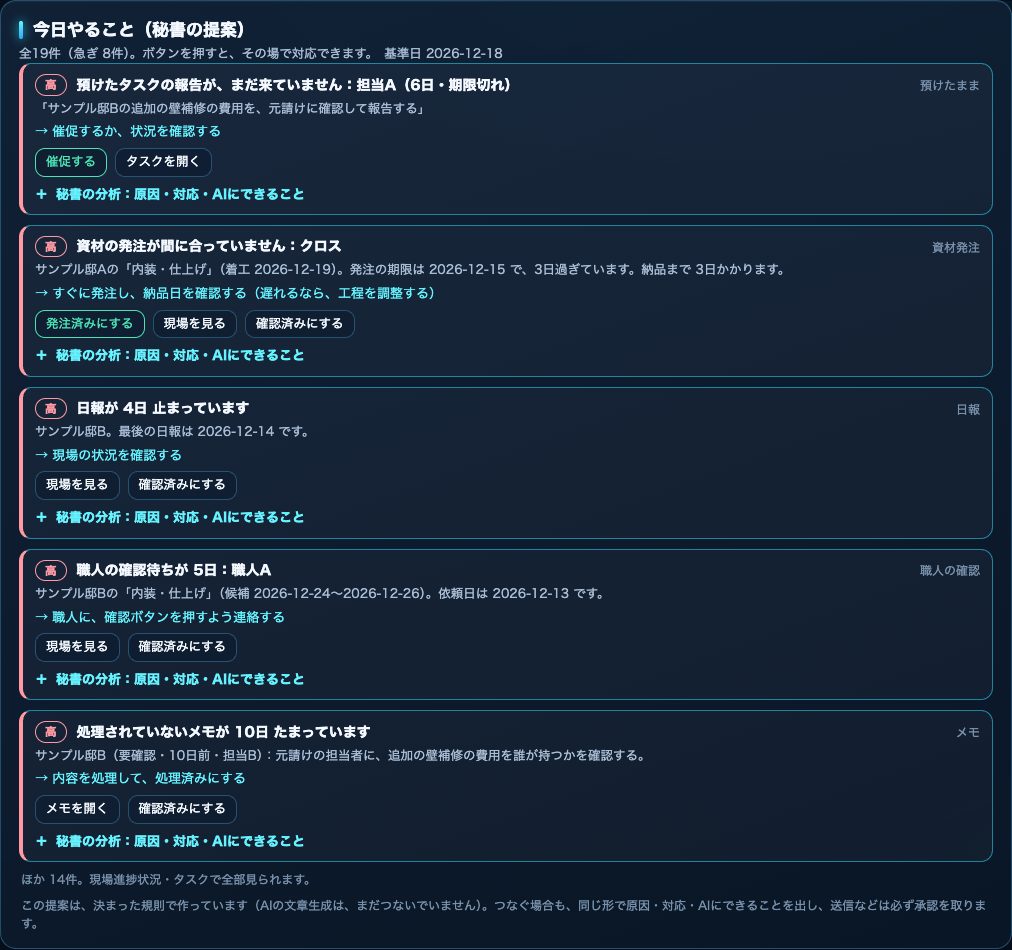 今日やること（秘書の提案）
全19件（急ぎ 8件）。ボタンを押すと、その場で対応できます。 基準日 2026-12-18
高 預けたタスクの報告が、まだ来ていません：担当A（6日・期限切れ） 預けたまま
「サンプル邸Bの追加の壁補修の費用を、元請けに確認して報告する」
→ 催促するか、状況を確認する
催促する タスクを開く
＋ 秘書の分析：原因・対応・AIにできること
高 資材の発注が間に合っていません：クロス 資材発注
サンプル邸Aの「内装・仕上げ」（着工 2026-12-19）。発注の期限は 2026-12-15 で、3日過ぎています。納品まで 3日かかります。
→ すぐに発注し、納品日を確認する（遅れるなら、工程を調整する）
発注済みにする 現場を見る 確認済みにする
＋ 秘書の分析：原因・対応・AIにできること
高 日報が 4日 止まっています 日報
サンプル邸B。最後の日報は 2026-12-14 です。
→ 現場の状況を確認する
現場を見る 確認済みにする
＋ 秘書の分析：原因・対応・AIにできること
高 職人の確認待ちが 5日：職人A 職人の確認
サンプル邸Bの「内装・仕上げ」（候補 2026-12-24〜2026-12-26）。依頼日は 2026-12-13 です。
→ 職人に、確認ボタンを押すよう連絡する
現場を見る 確認済みにする
＋ 秘書の分析：原因・対応・AIにできること
高 処理されていないメモが 10日 たまっています メモ
サンプル邸B（要確認・10日前・担当B）：元請けの担当者に、追加の壁補修の費用を誰が持つかを確認する。
→ 内容を処理して、処理済みにする
メモを開く 確認済みにする
＋ 秘書の分析：原因・対応・AIにできること
ほか 14件。現場進捗状況・タスクで全部見られます。
この提案は、決まった規則で作っています（AIの文章生成は、まだつないでいません）。つなぐ場合も、同じ形で原因・対応・AIにできることを出し、送信などは必ず承認を取りま
す。